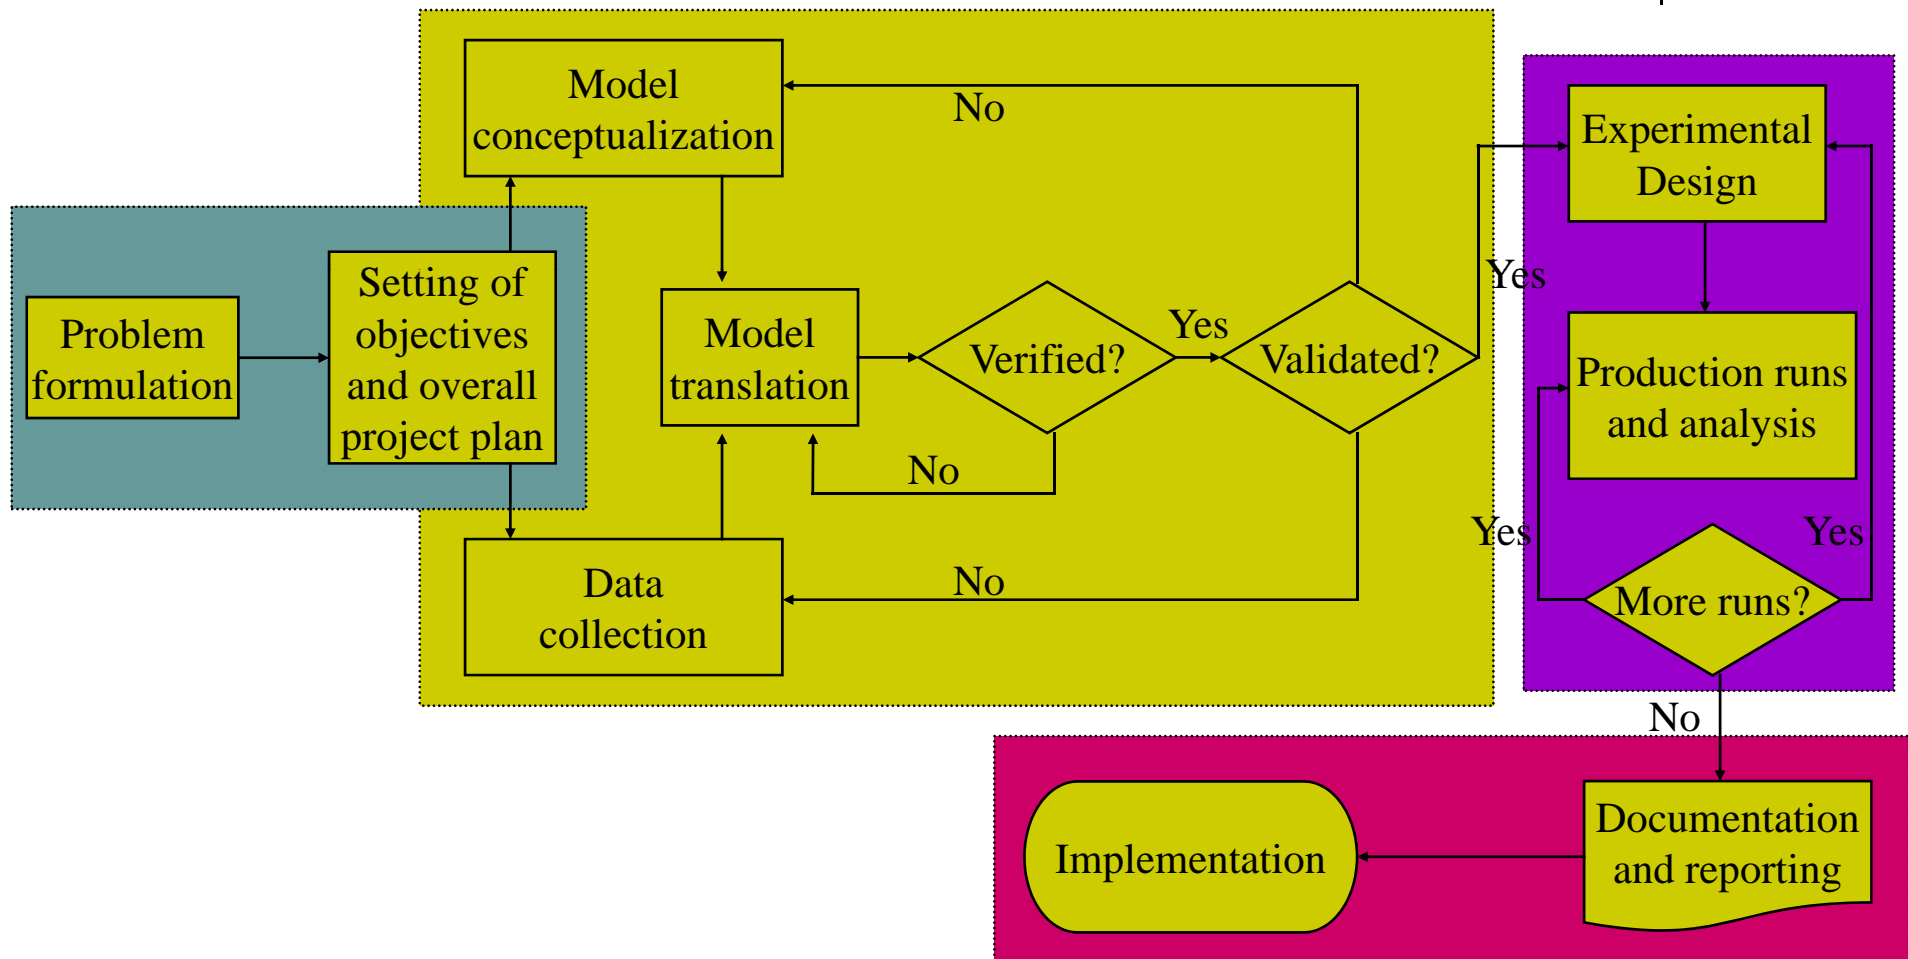 Problem
formulation
Setting of
objectives
and overall
project plan
Model
conceptualization
Data
collection
Model
translation
Verified?
No
Yes
Validated?
No
No
Yes
Experimental
Design
Production runs
and analysis
More runs?
Yes
Yes
No
Documentation
and reporting
Implementation